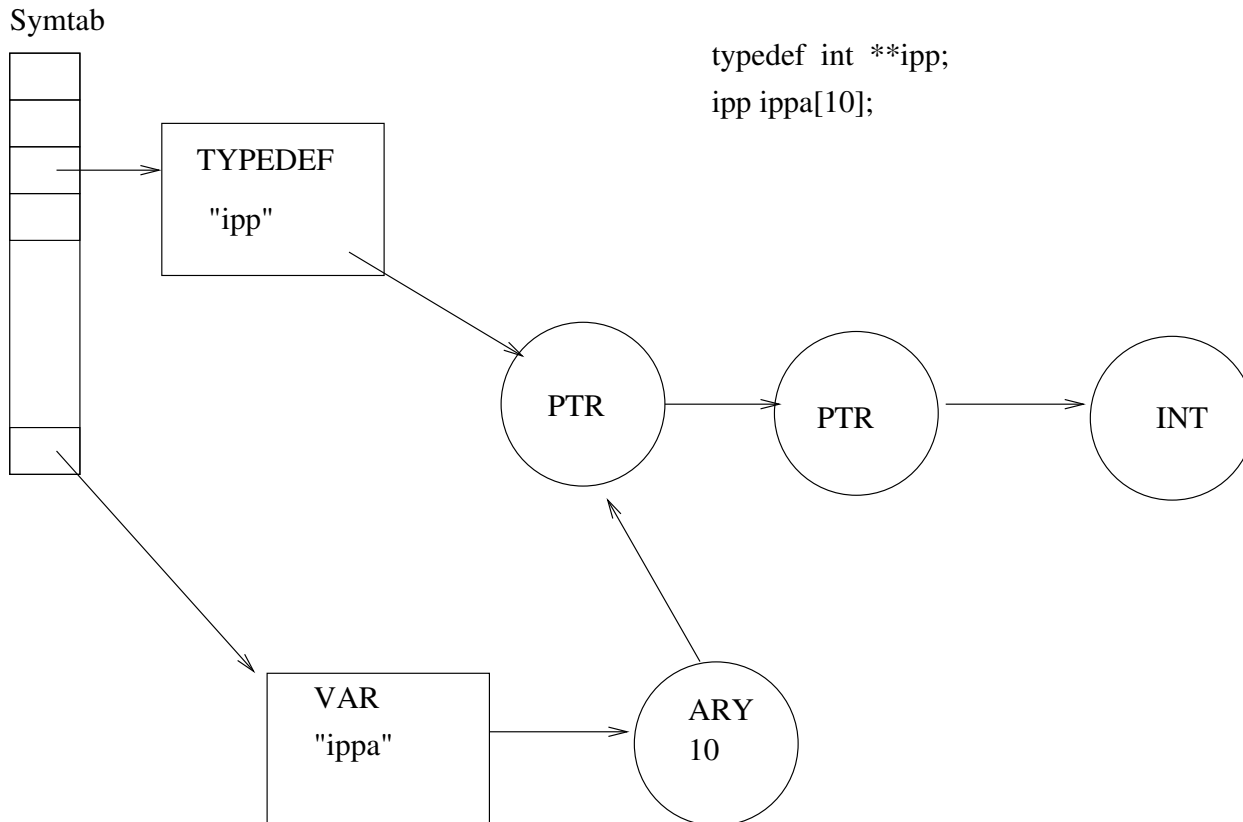 Symtab
typedef int **ipp;
ipp ippa[10];
TYPEDEF
"ipp"
PTR
PTR
INT
VAR
"ippa"
ARY
10